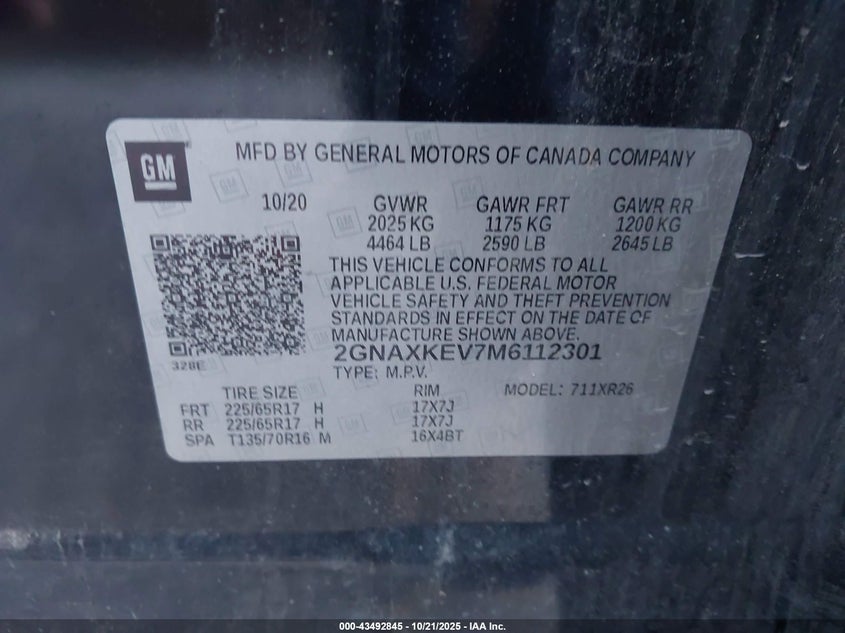 GM
MFD BY GENERAL MOTORS OF CANADA COMPANY
10/20 GVWR GAWR FRT GAWR RR
2025 KG 1175 KG 1200 KG
4464 LB 2590 LB 2645 LB
THIS VEHICLE CONFORMS TO ALL
APPLICABLE U.S. FEDERAL MOTOR
VEHICLE SAFETY AND THEFT PREVENTION
STANDARDS IN EFFECT ON THE DATE OF
MANUFACTURE SHOWN ABOVE.
328E
2GNAXKEV7M6112301
TYPE: M.P.V.
TIRE SIZE RIM MODEL: 711XR26
FRT 225/65R17 H 17X7J
RR 225/65R17 H 17X7J
SPA T135/70R16 M 16X4BT
000-43492845 - 10/21/2025 - IAA Inc.